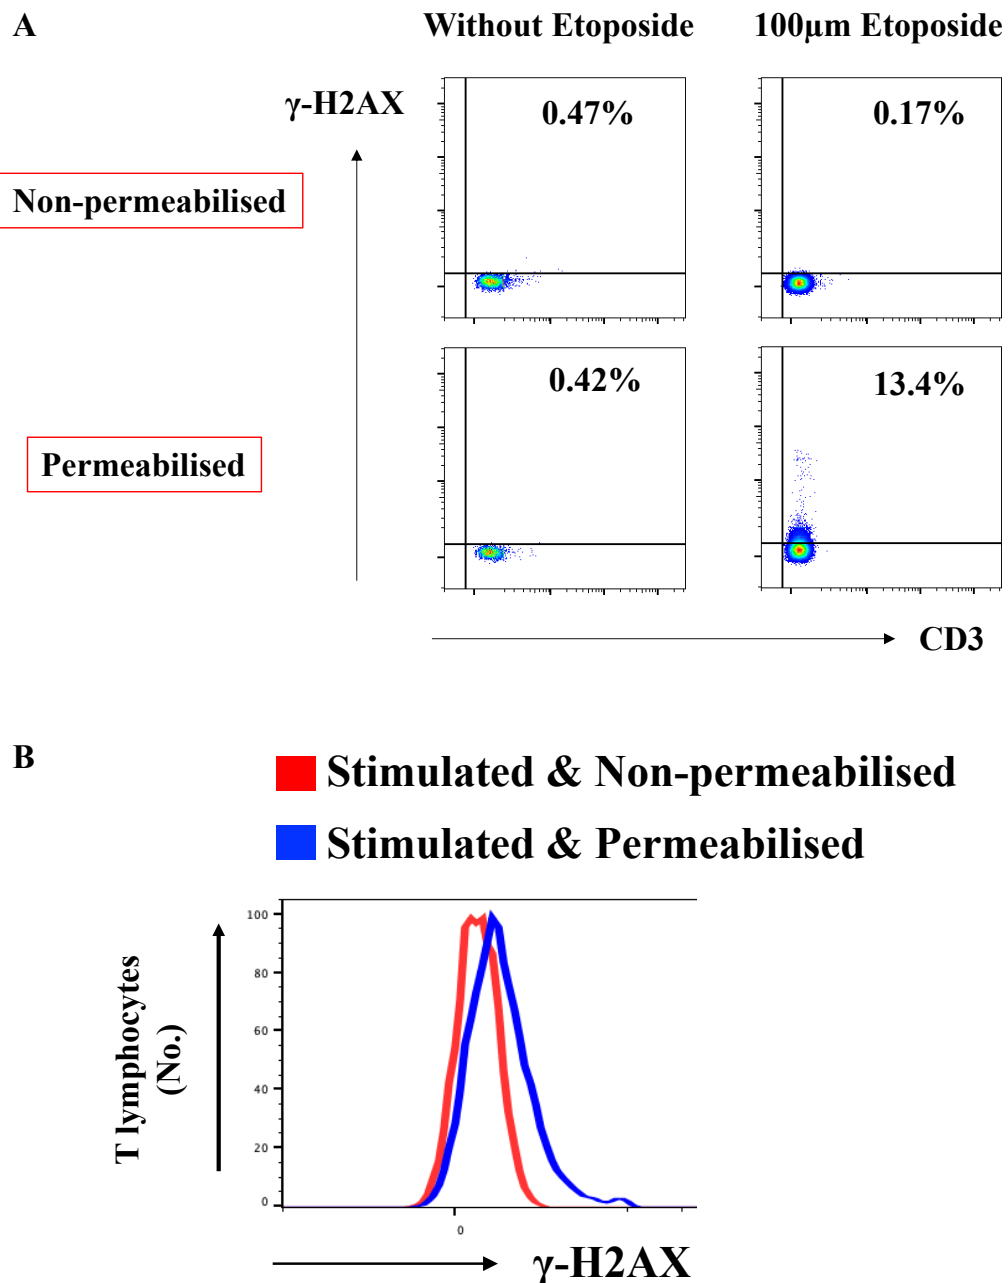 A
Without Etoposide
100µm Etoposide
γ-H2AX
0.47%
0.17%
Non-permeabilised
0.42%
13.4%
Permeabilised
CD3
B
Stimulated & Non-permeabilised
Stimulated & Permeabilised
T lymphocytes
(No.)
100
80
60
40
20
0
0
γ-H2AX